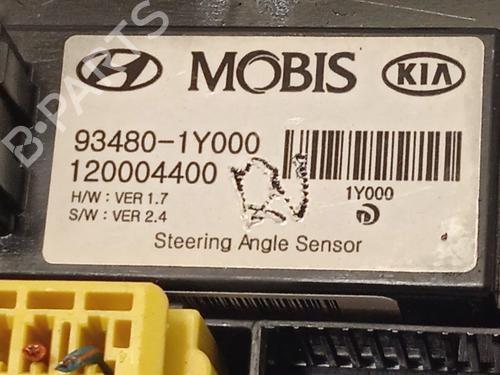 MOBIS KIA
93480-1Y000
120004400
H/W : VER 1.7
S/W : VER 2.4
1Y000
Steering Angle Sensor
B-PARTS